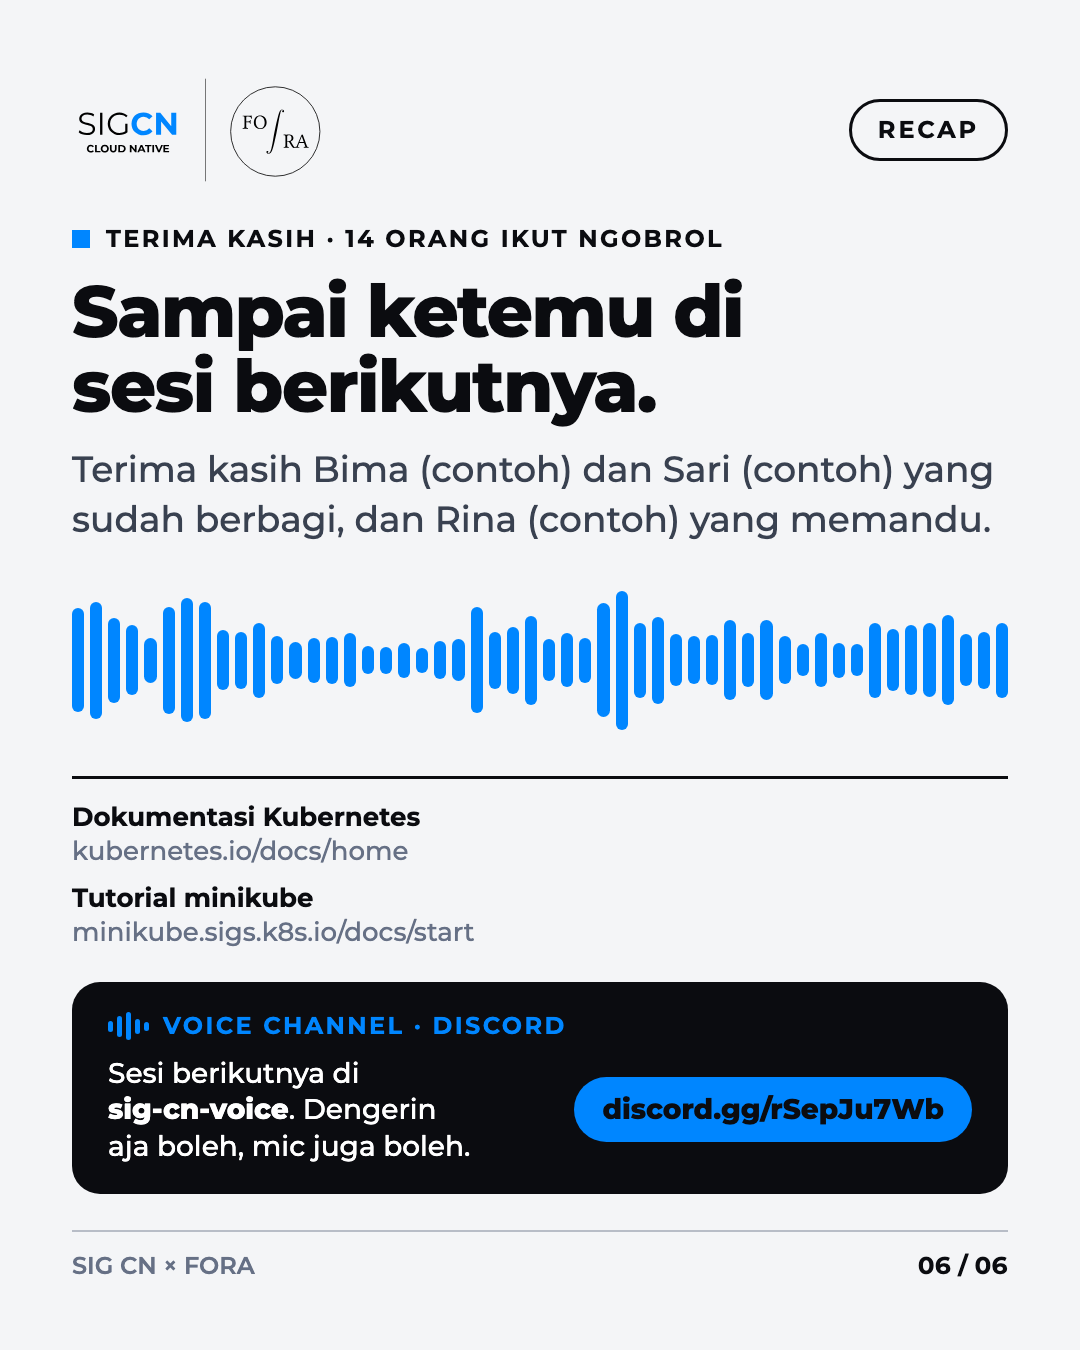 SIGCN
CLOUD NATIVE
FO
RA
RECAP
TERIMA KASIH · 14 ORANG IKUT NGOBROL
Sampai ketemu di
sesi berikutnya.
Terima kasih Bima (contoh) dan Sari (contoh) yang
sudah berbagi, dan Rina (contoh) yang memandu.
Dokumentasi Kubernetes
kubernetes.io/docs/home
Tutorial minikube
minikube.sigs.k8s.io/docs/start
VOICE CHANNEL · DISCORD
Sesi berikutnya di
sig-cn-voice. Dengerin
aja boleh, mic juga boleh.
discord.gg/rSepJu7Wb
SIG CN × FORA
06 / 06